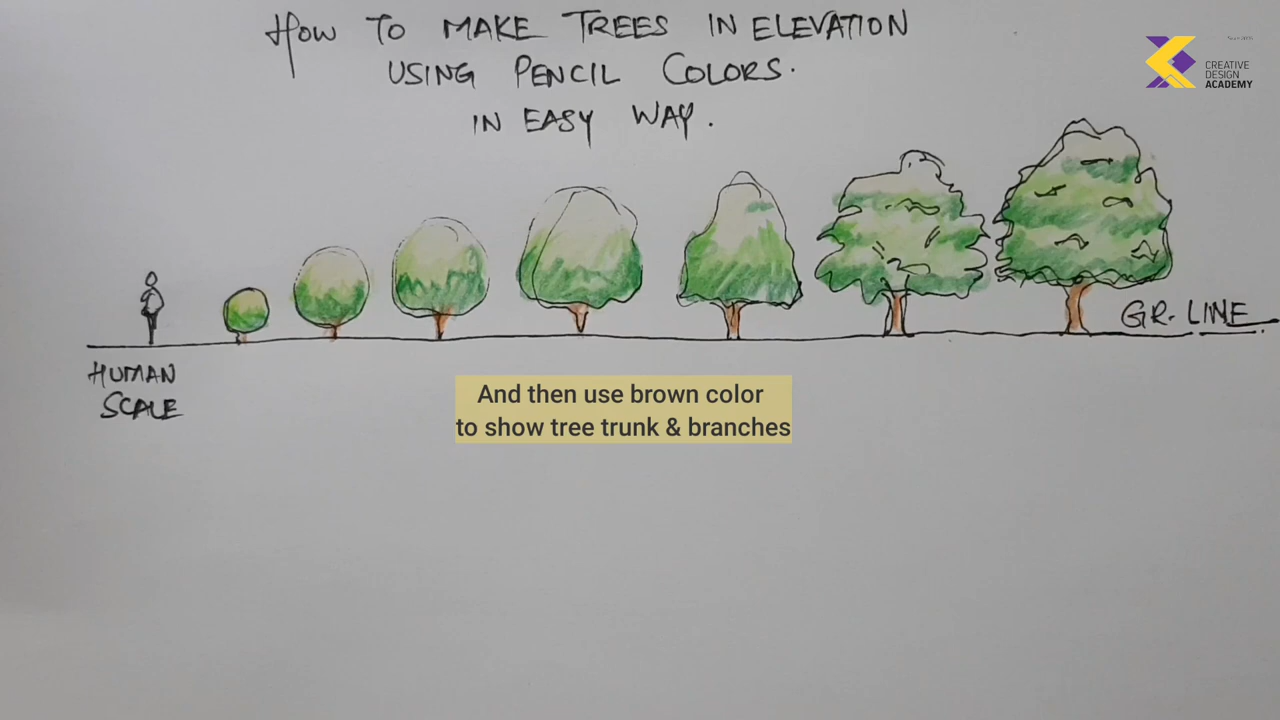 How TO MAKE TREES IN ELEVATION
USING PENCIL COLORS.
IN EASY WAY.
CREATIVE
DESIGN
ACADEMY
GR. LINE
HUMAN
SCALE
And then use brown color
to show tree trunk & branches